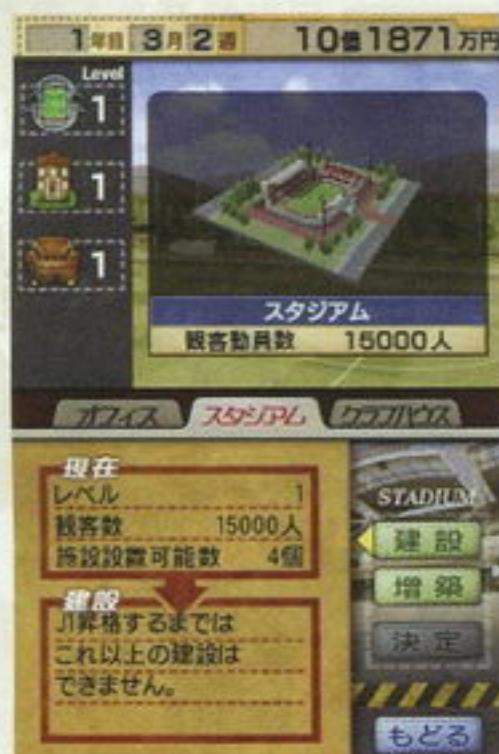 1年目 3月2週 10億1871万円
Level
1
1
1
スタジアム
観客動員数 15000人
オフィス スタジアム クラブハウス
現在
レベル 1
観客数 15000人
施設設置可能数 4個
建設
J1昇格するまでは
これ以上の建設は
できません。
STADIUM
建設
増築
決定
もどる